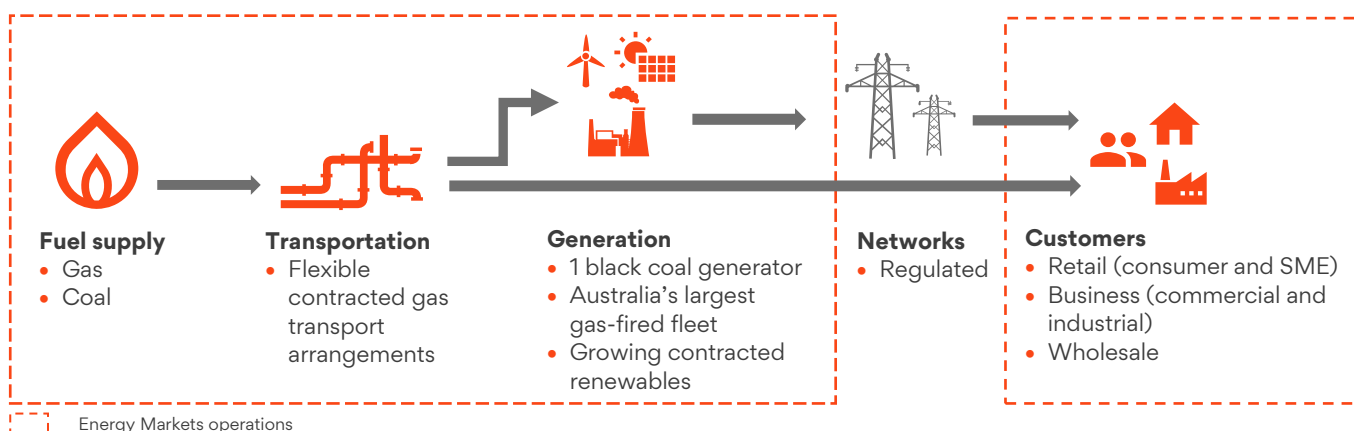 Fuel supply
• Gas
• Coal
Transportation
• Flexible
contracted gas
transport
arrangements
Generation
• 1 black coal generator
• Australia’s largest
gas-fired fleet
• Growing contracted
renewables
Networks
• Regulated
Customers
• Retail (consumer and SME)
• Business (commercial and
industrial)
• Wholesale
Energy Markets operations